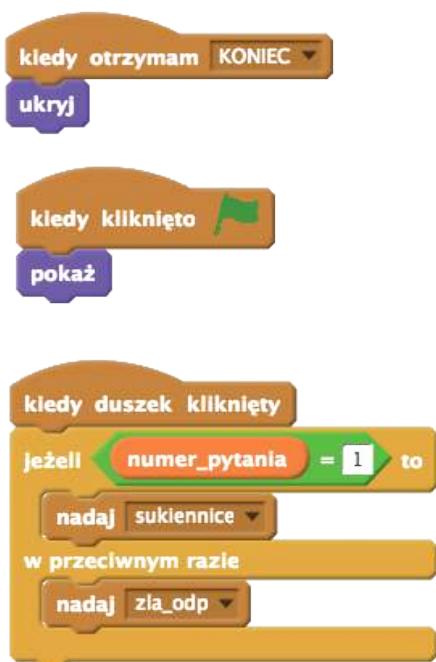 kiedy otrzymam KONIEC
ukryj
kiedy kliknięto
pokaż
kiedy duszek kliknięty
jeżeli numer_pytania = 1 to
nadaj sukiennice
w przeciwnym razie
nadaj zla_odp